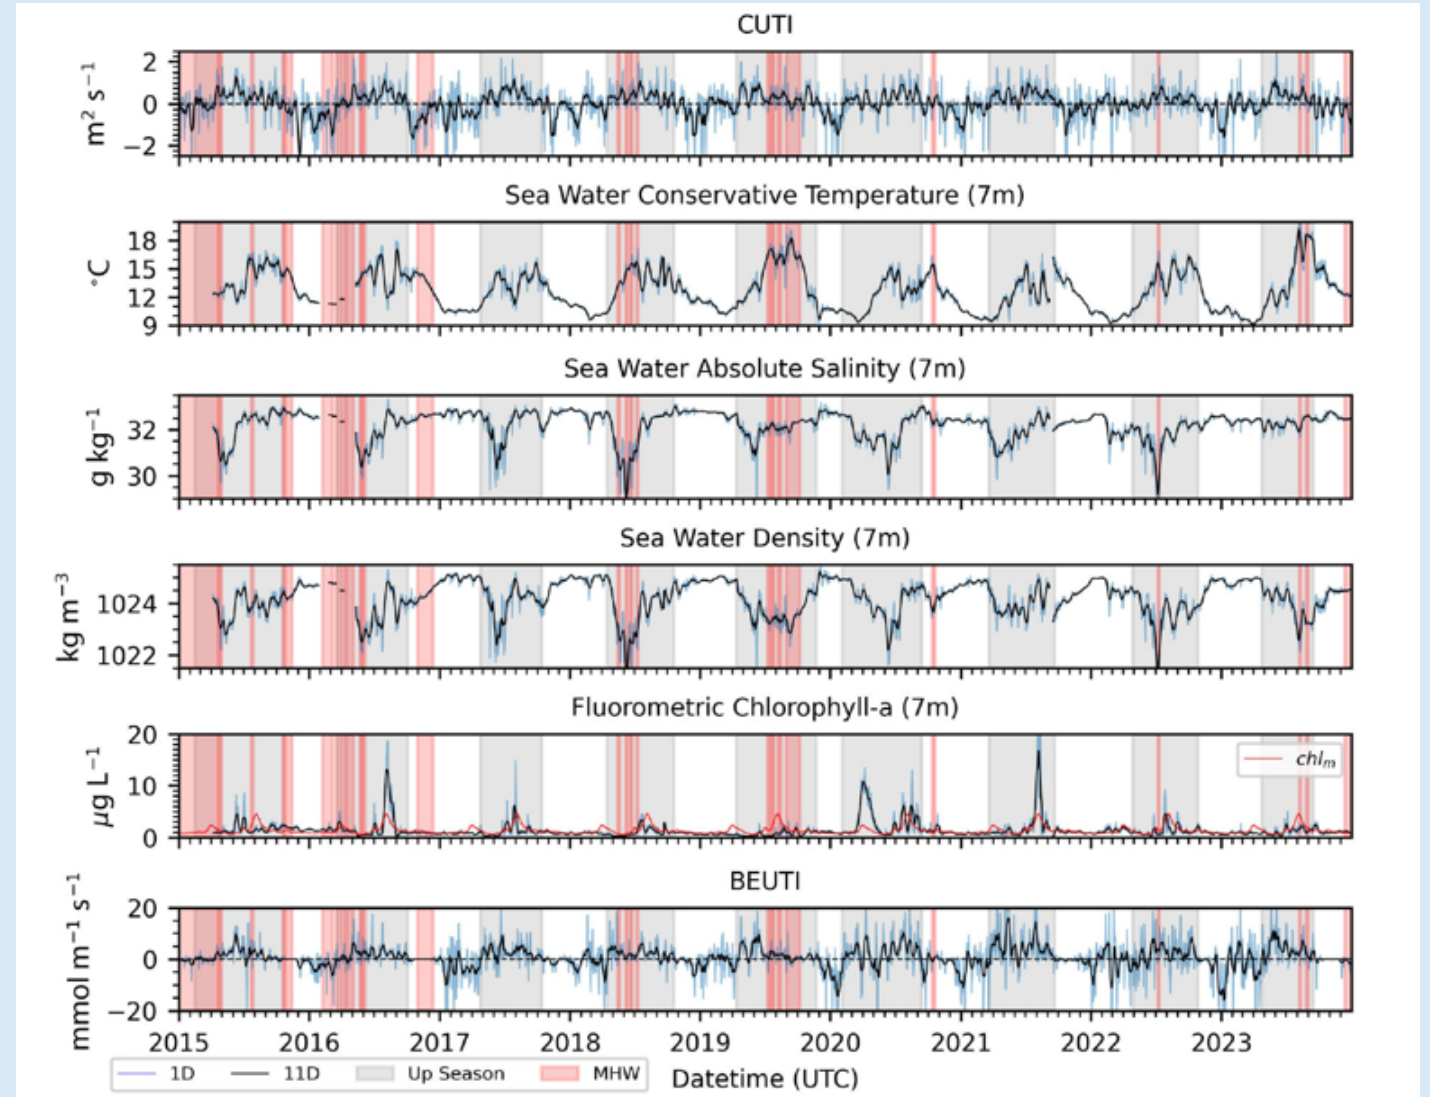 CUTI
2
0
−2
m² s⁻¹
Sea Water Conservative Temperature (7m)
18
15
12
9
°C
Sea Water Absolute Salinity (7m)
32
30
g kg⁻¹
Sea Water Density (7m)
1024
1022
kg m⁻³
Fluorometric Chlorophyll-a (7m)
20
10
0
μg L⁻¹
chlₘ
BEUTI
20
0
−20
mmol m⁻¹ s⁻¹
2015 2016 2017 2018 2019 2020 2021 2022 2023
1D 11D Up Season MHW
Datetime (UTC)